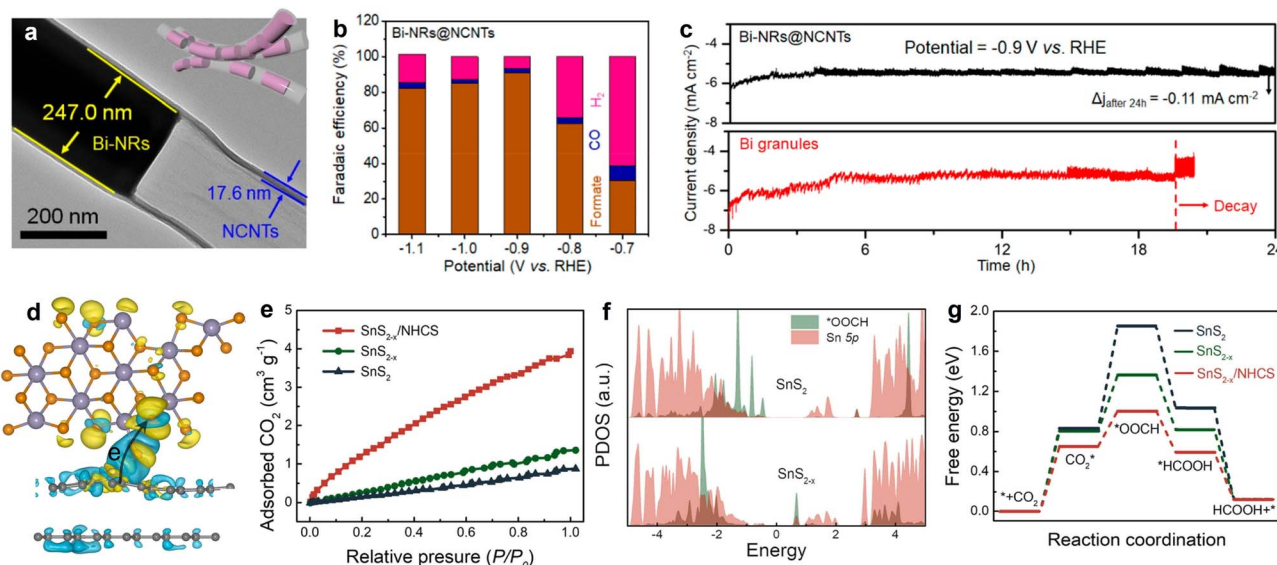 a
247.0 nm
Bi-NRs
17.6 nm
NCNTs
200 nm
b
Bi-NRs@NCNTs
Faradaic efficiency (%)
120
100
80
60
40
20
0
Formate CO H2
-1.1 -1.0 -0.9 -0.8 -0.7
Potential (V vs. RHE)
c
Bi-NRs@NCNTs
Potential = -0.9 V vs. RHE
Δj after 24h = -0.11 mA cm-2
Bi granules
Decay
Current density (mA cm-2)
-4
-6
-8
-4
-6
-8
0 6 12 18 24
Time (h)
d
e
e
SnS2-x/NHCS
SnS2-x
SnS2
Adsorbed CO2 (cm3 g-1)
5
4
3
2
1
0
0.0 0.2 0.4 0.6 0.8 1.0
Relative presure (P/P0)
f
*OOCH
Sn 5p
SnS2
SnS2-x
PDOS (a.u.)
-4 -2 0 2 4
Energy
g
SnS2
SnS2-x
SnS2-x/NHCS
Free energy (eV)
2.0
1.6
1.2
0.8
0.4
0.0
*+CO2
CO2*
*OOCH
*HCOOH
HCOOH+*
Reaction coordination